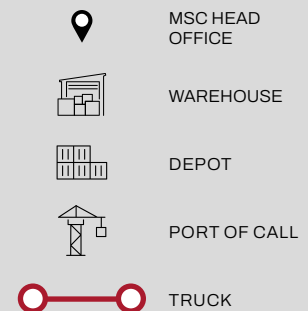 MSC HEAD
OFFICE
WAREHOUSE
DEPOT
PORT OF CALL
TRUCK